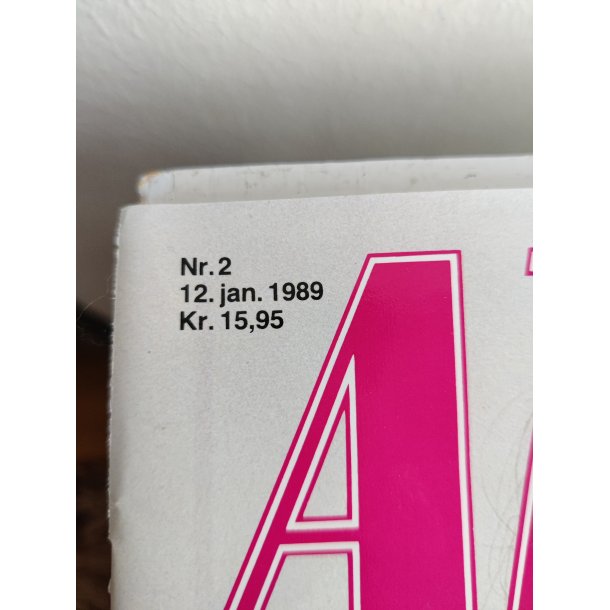 Nr. 2
12. jan. 1989
Kr. 15,95
A